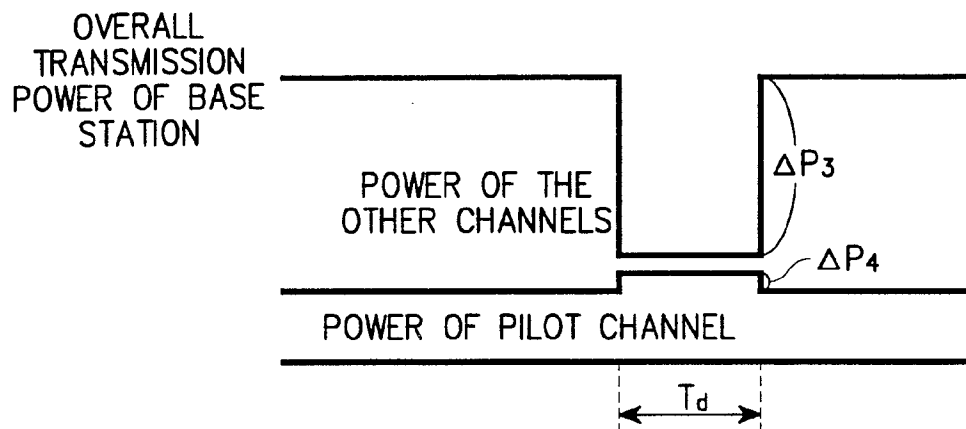 OVERALL
TRANSMISSION
POWER OF BASE
STATION
POWER OF THE
OTHER CHANNELS
ΔP3
ΔP4
POWER OF PILOT CHANNEL
Td